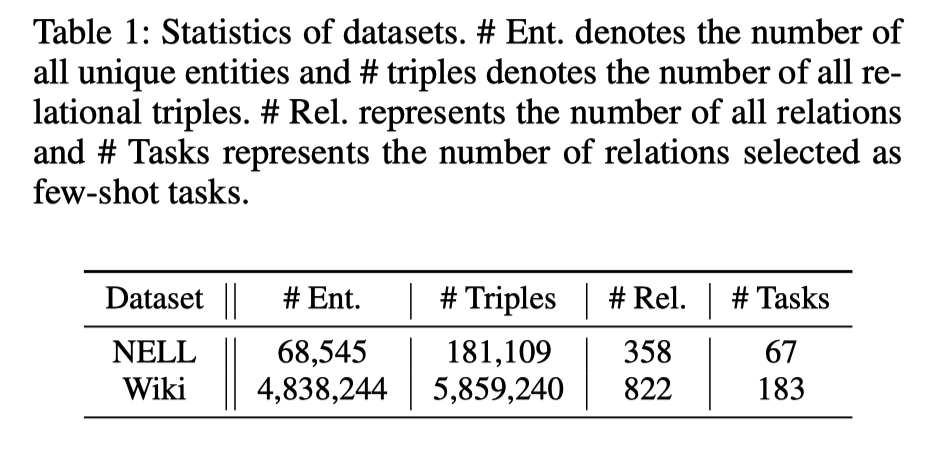 Table 1: Statistics of datasets. # Ent. denotes the number of
all unique entities and # triples denotes the number of all re-
lational triples. # Rel. represents the number of all relations
and # Tasks represents the number of relations selected as
few-shot tasks.
Dataset # Ent. # Triples # Rel. # Tasks
NELL 68,545 181,109 358 67
Wiki 4,838,244 5,859,240 822 183